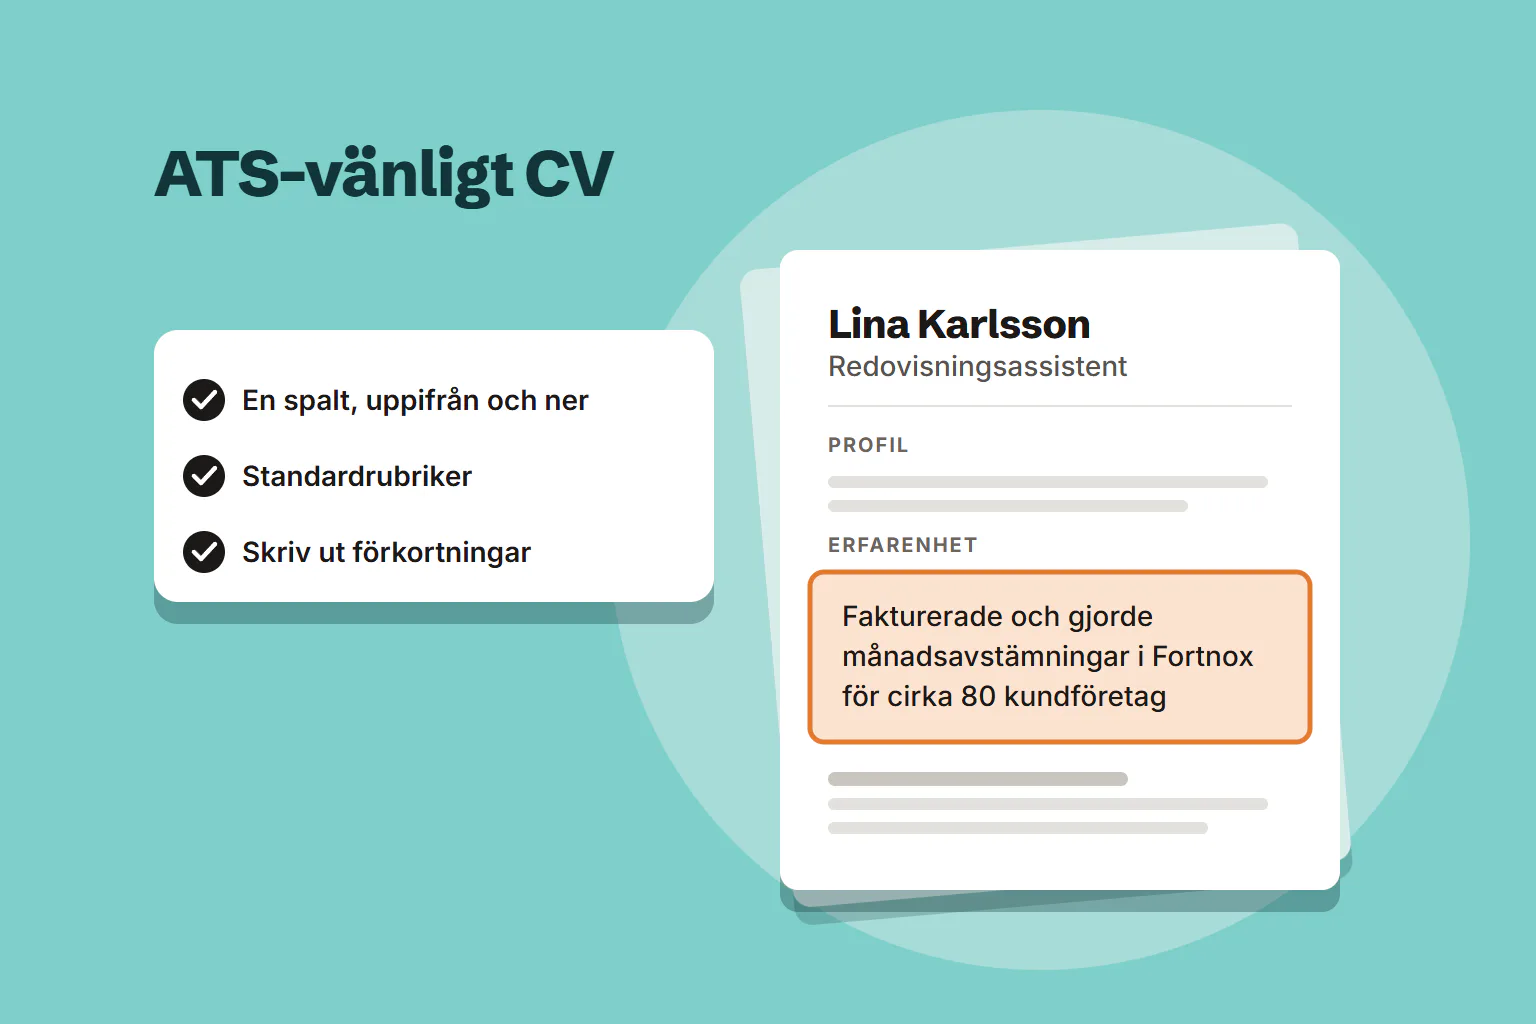 ATS-vänligt CV
En spalt, uppifrån och ner
Standardrubriker
Skriv ut förkortningar
Lina Karlsson
Redovisningsassistent
PROFIL
ERFARENHET
Fakturerade och gjorde
månadsavstämningar i Fortnox
för cirka 80 kundföretag